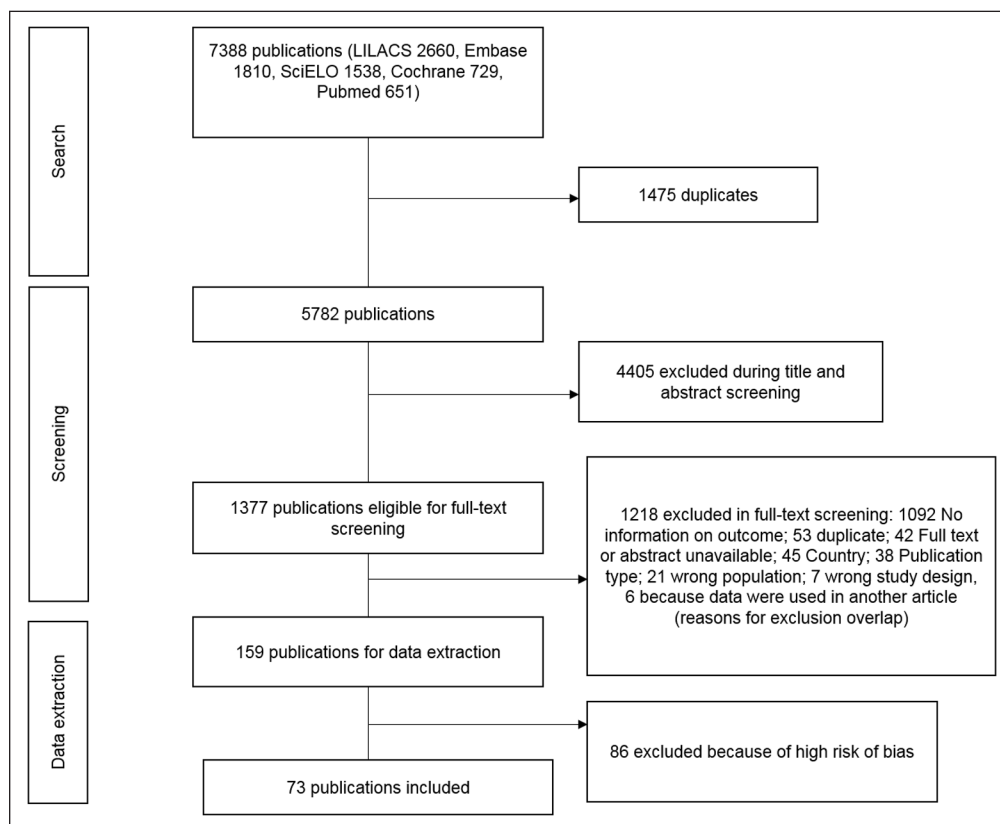 7388 publications (LILACS 2660, Embase
1810, SciELO 1538, Cochrane 729,
Pubmed 651)
Search
1475 duplicates
5782 publications
4405 excluded during title and
abstract screening
Screening
1377 publications eligible for full-text
screening
1218 excluded in full-text screening: 1092 No
information on outcome; 53 duplicate; 42 Full text
or abstract unavailable; 45 Country; 38 Publication
type; 21 wrong population; 7 wrong study design,
6 because data were used in another article
(reasons for exclusion overlap)
159 publications for data extraction
Data extraction
86 excluded because of high risk of bias
73 publications included